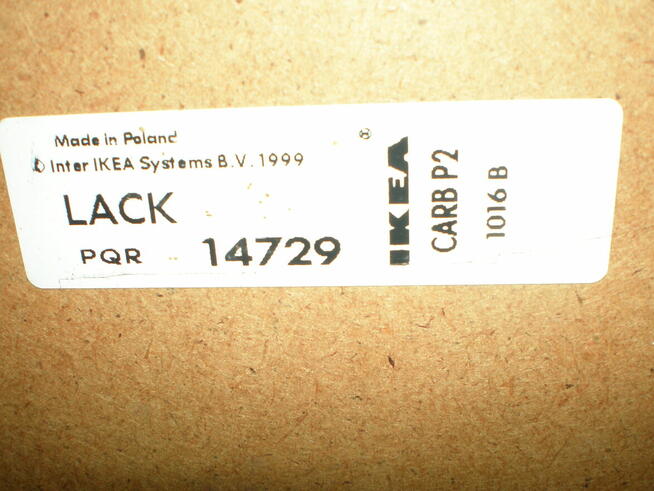 Made in Poland
© Inter IKEA Systems B.V. 1999
LACK
PQR 14729
®
IKEA
CARB P2
1016 B